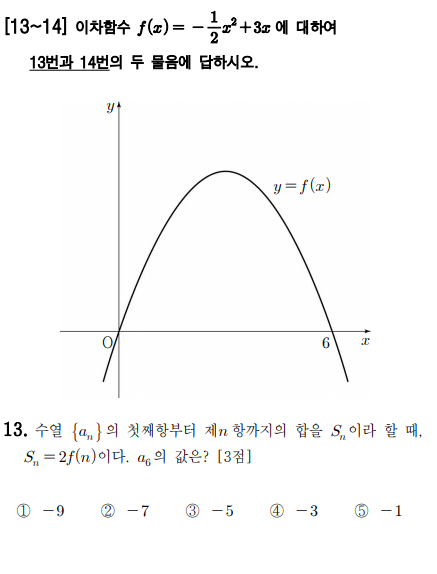 [13~14] 이차함수 f(x) = −\frac{1}{2}x²+3x 에 대하여
13번과 14번의 두 물음에 답하시오.
y
y=f(x)
O
6
x
13. 수열 {aₙ}의 첫째항부터 제n항까지의 합을 Sₙ이라 할 때,
Sₙ=2f(n)이다. a₆의 값은? [3점]
① −9 ② −7 ③ −5 ④ −3 ⑤ −1